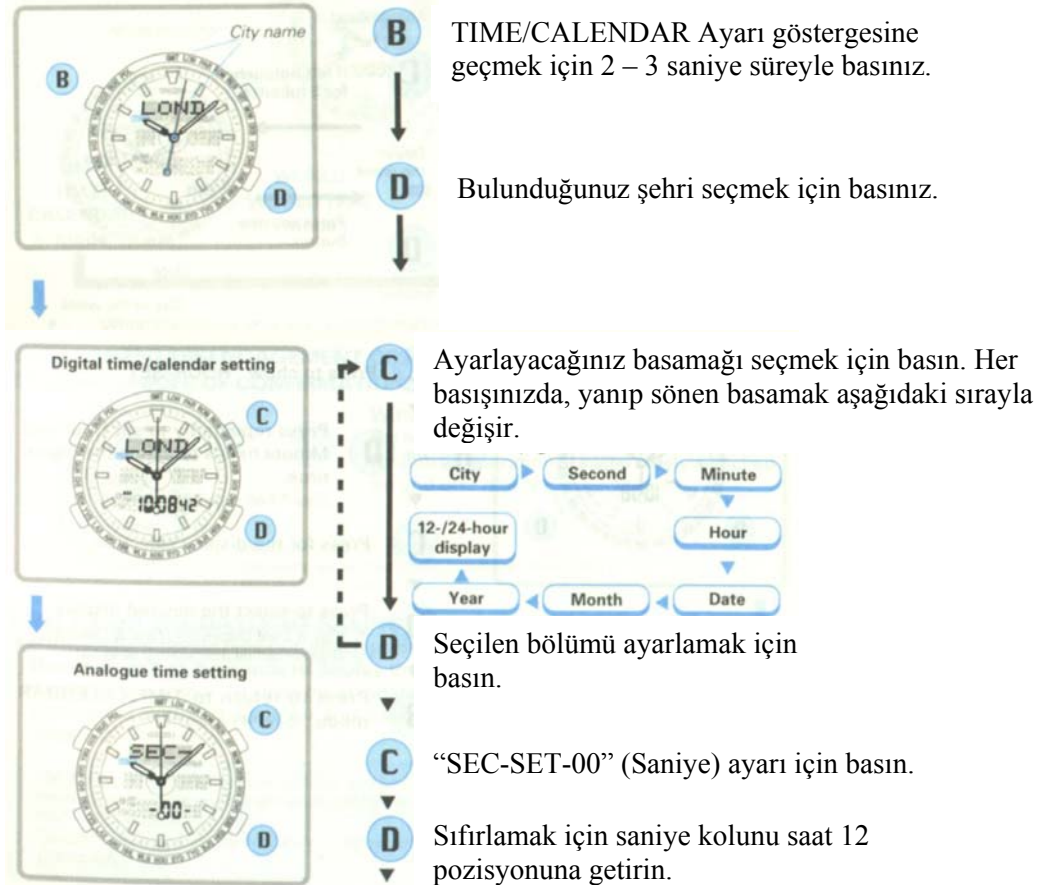 City name
B
LOND
B
D
TIME/CALENDAR Ayarı göstergesine
geçmek için 2 – 3 saniye süreyle basınız.
D
Bulunduğunuz şehri seçmek için basınız.
Digital time/calendar setting
C
LOND
10:0842
D
C
Ayarlayacağınız basamağı seçmek için basın. Her
basışınızda, yanıp sönen basamak aşağıdaki sırayla
değişir.
City
Second
Minute
12-/24-hour
display
Hour
Year
Month
Date
D
Seçilen bölümü ayarlamak için
basın.
Analogue time setting
C
SEC-
-00-
D
C
“SEC-SET-00” (Saniye) ayarı için basın.
D
Sıfırlamak için saniye kolunu saat 12
pozisyonuna getirin.